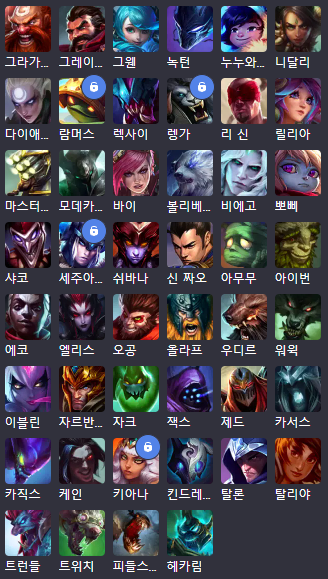 그라가... 그레이... 그웬 녹턴 누누와... 니달리
다이애... 람머스 렉사이 렝가 리 신 릴리아
마스터... 모데카... 바이 볼리베... 비에고 뽀삐
샤코 세주아... 쉬바나 신 짜오 아무무 아이번
에코 엘리스 오공 올라프 우디르 워윅
이블린 자르반... 자크 잭스 제드 카서스
카직스 케인 키아나 킨드레... 탈론 탈리야
트런들 트위치 피들스... 헤카림